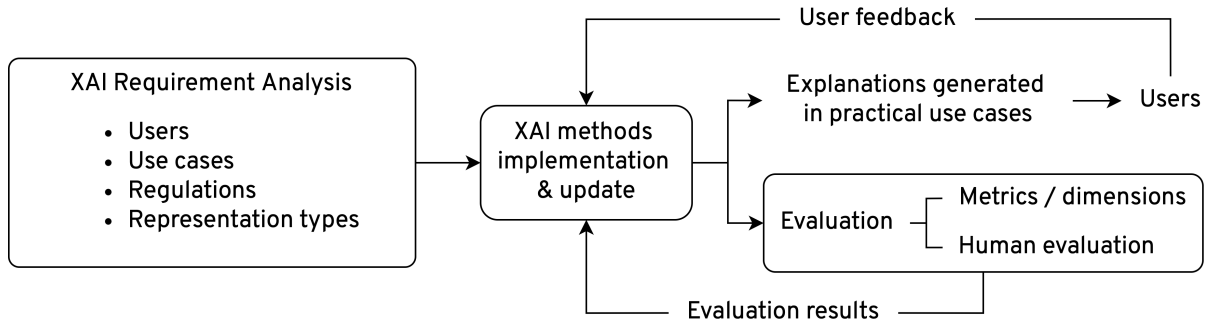 User feedback
XAI Requirement Analysis
• Users
• Use cases
• Regulations
• Representation types
XAI methods
implementation
& update
Explanations generated
in practical use cases
Users
Evaluation
Metrics / dimensions
Human evaluation
Evaluation results